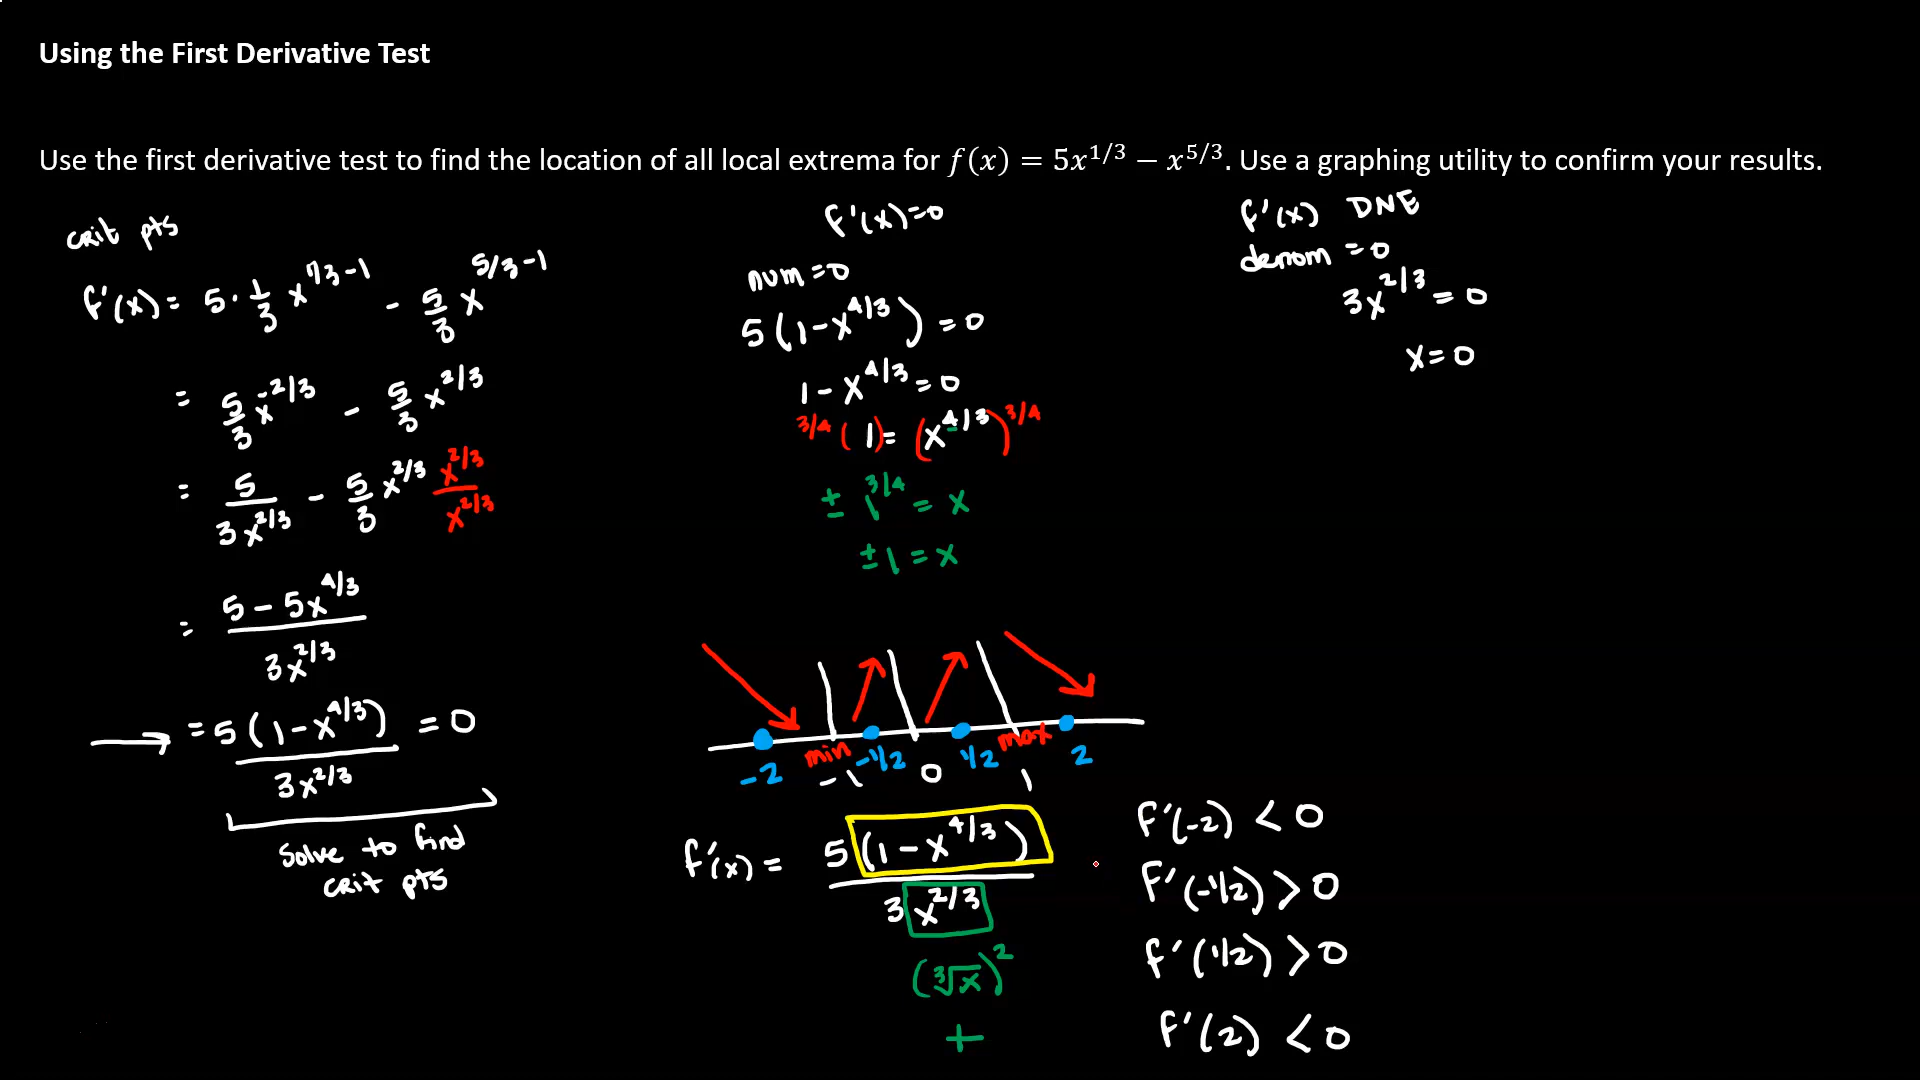 Using the First Derivative Test
Use the first derivative test to find the location of all local extrema for f(x) = 5x^{1/3} − x^{5/3}. Use a graphing utility to confirm your results.
crit pts
f'(x) = 5 · 1/3 x^{1/3 - 1} - 5/3 x^{5/3 - 1}
= 5/3 x^{-2/3} - 5/3 x^{2/3}
= 5/(3x^{2/3}) - 5/3 x^{2/3} x^{2/3}/x^{2/3}
= (5 - 5x^{4/3})/(3x^{2/3})
→ = 5(1 - x^{4/3})/(3x^{2/3}) = 0
Solve to find
crit pts
f'(x) = 0
num = 0
5(1 - x^{4/3}) = 0
1 - x^{4/3} = 0
3/4 (1) = (x^{4/3})^{3/4}
± 1^{3/4} = x
± 1 = x
f'(x) DNE
denom = 0
3x^{2/3} = 0
x = 0
-2 min -1/2 1/2 max 2
-1 0 1
f'(x) = 5(1 - x^{4/3})/(3x^{2/3})
(∛x)^2
+
f'(-2) < 0
f'(-1/2) > 0
f'(1/2) > 0
f'(2) < 0